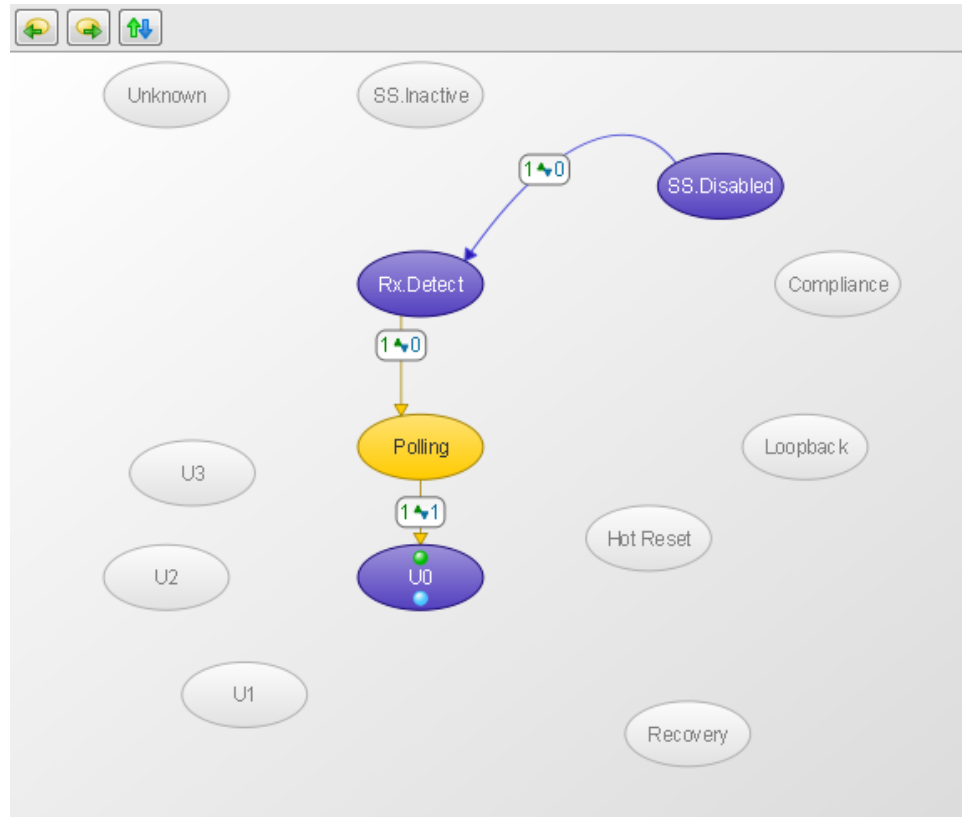 Unknown
SS.Inactive
1 0
SS.Disabled
Rx.Detect
Compliance
1 0
Polling
Loopback
U3
1 1
Hot Reset
U2
U0
U1
Recovery